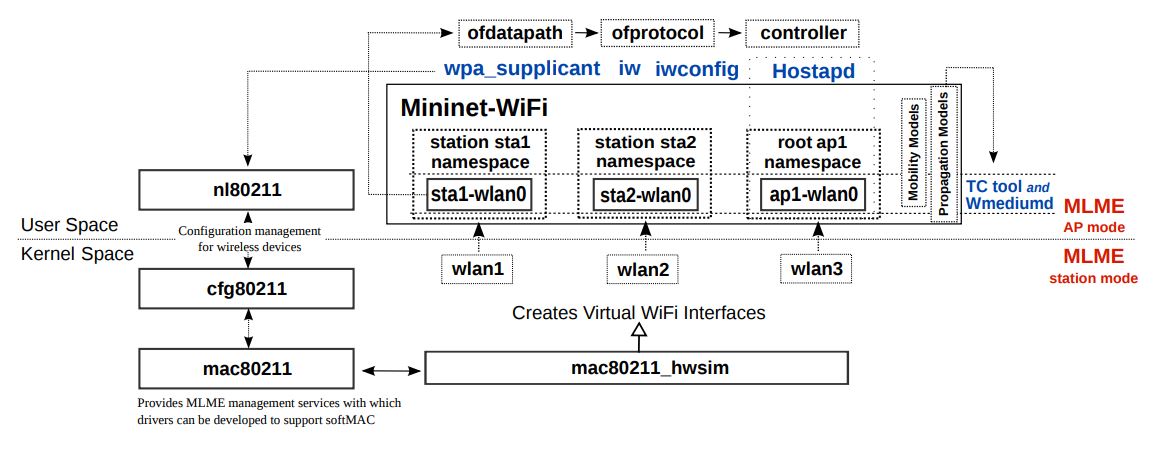 ofdatapath
ofprotocol
controller
wpa_supplicant iw iwconfig
Hostapd
Mininet-WiFi
station sta1
namespace
sta1-wlan0
station sta2
namespace
sta2-wlan0
root ap1
namespace
ap1-wlan0
Mobility Models
Propagation Models
TC tool and
Wmediumd
MLME
AP mode
MLME
station mode
nl80211
User Space
Kernel Space
Configuration management
for wireless devices
cfg80211
mac80211
Provides MLME management services with which
drivers can be developed to support softMAC
wlan1
wlan2
wlan3
Creates Virtual WiFi Interfaces
mac80211_hwsim